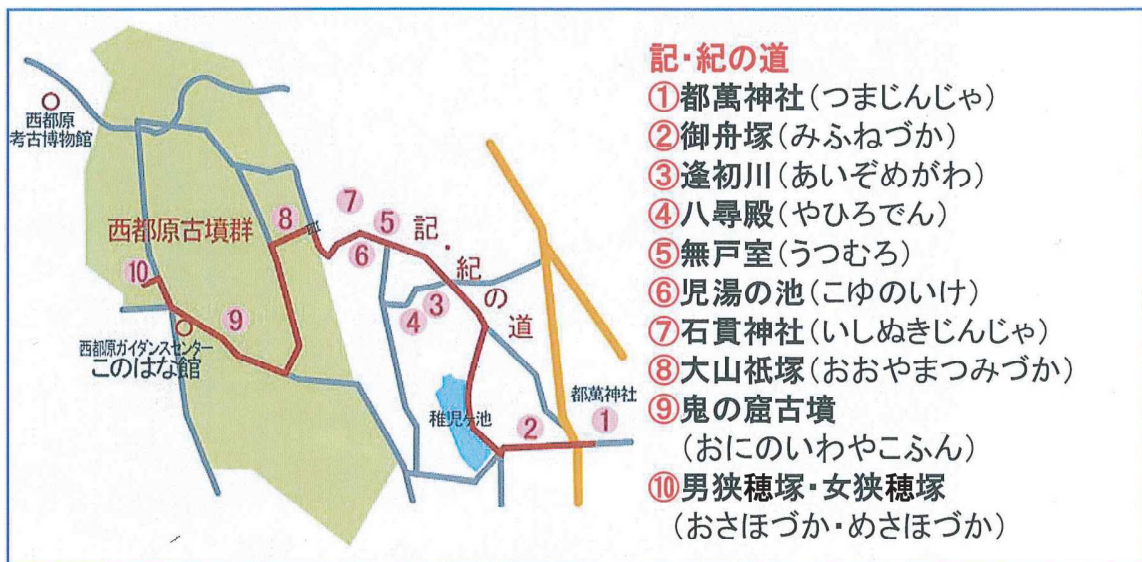 西都原
考古博物館
西都原古墳群
⑧
⑦
⑤
⑥
記・紀の道
⑩
⑨
③
④
西都原ガイダンスセンター
このはな館
稚児ヶ池
②
都萬神社
①
記・紀の道
①都萬神社(つまじんじゃ)
②御舟塚(みふねづか)
③逢初川(あいぞめがわ)
④八尋殿(やひろでん)
⑤無戸室(うつむろ)
⑥児湯の池(こゆのいけ)
⑦石貫神社(いしぬきじんじゃ)
⑧大山祇塚(おおやまつみづか)
⑨鬼の窟古墳
(おにのいわやこふん)
⑩男狭穂塚・女狭穂塚
(おさほづか・めさほづか)